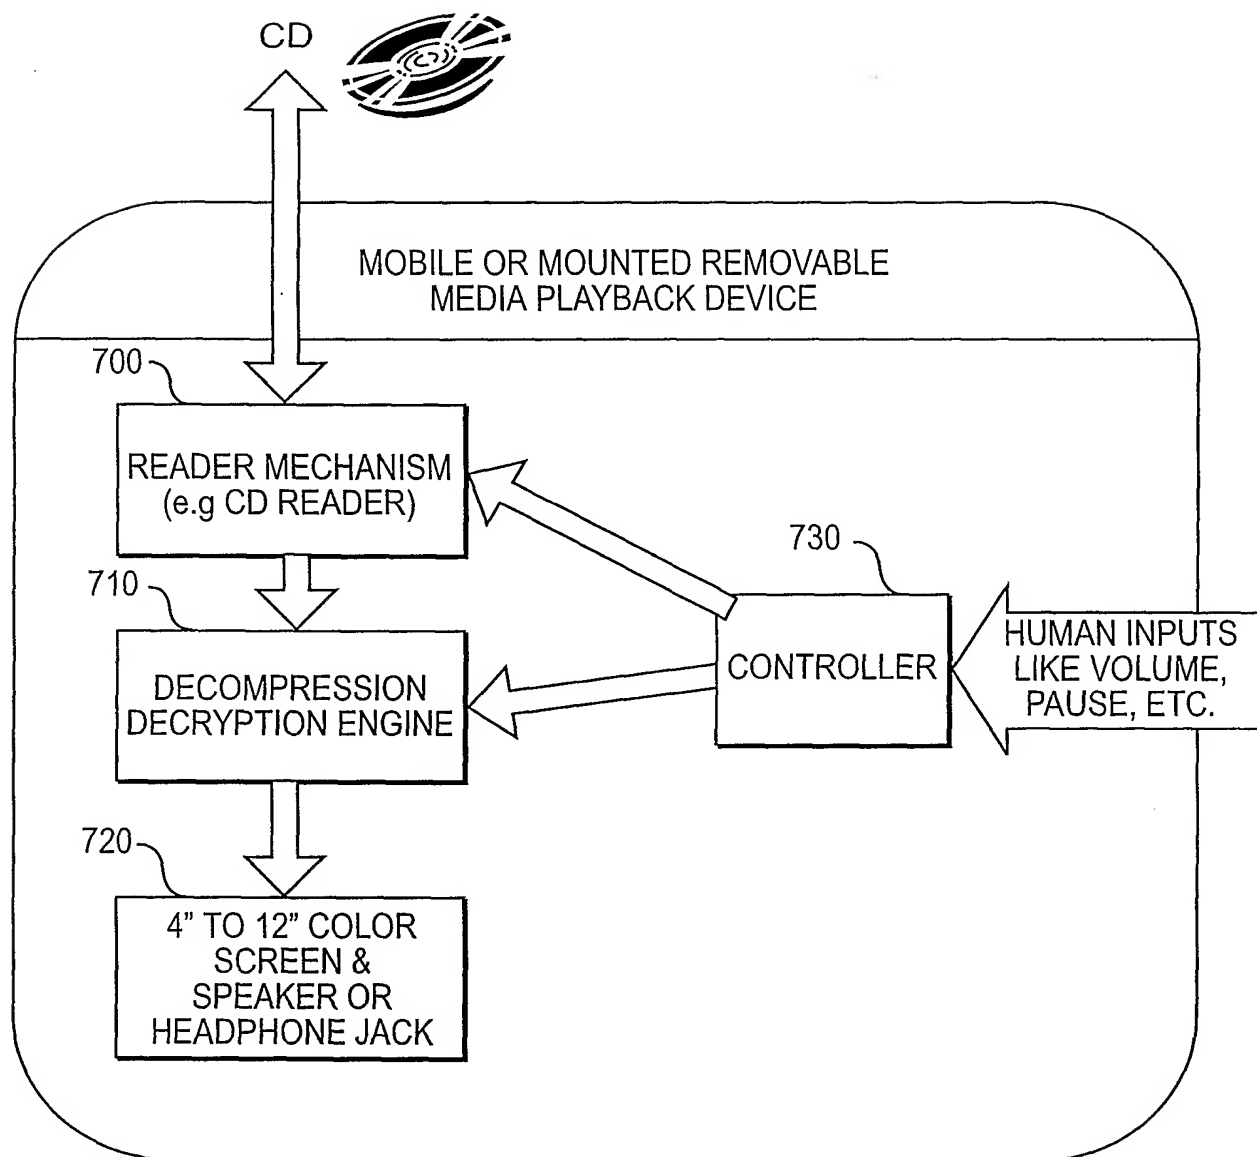 CD
MOBILE OR MOUNTED REMOVABLE
MEDIA PLAYBACK DEVICE
700
READER MECHANISM
(e.g CD READER)
710
DECOMPRESSION
DECRYPTION ENGINE
720
4” TO 12” COLOR
SCREEN &
SPEAKER OR
HEADPHONE JACK
730
CONTROLLER
HUMAN INPUTS
LIKE VOLUME,
PAUSE, ETC.